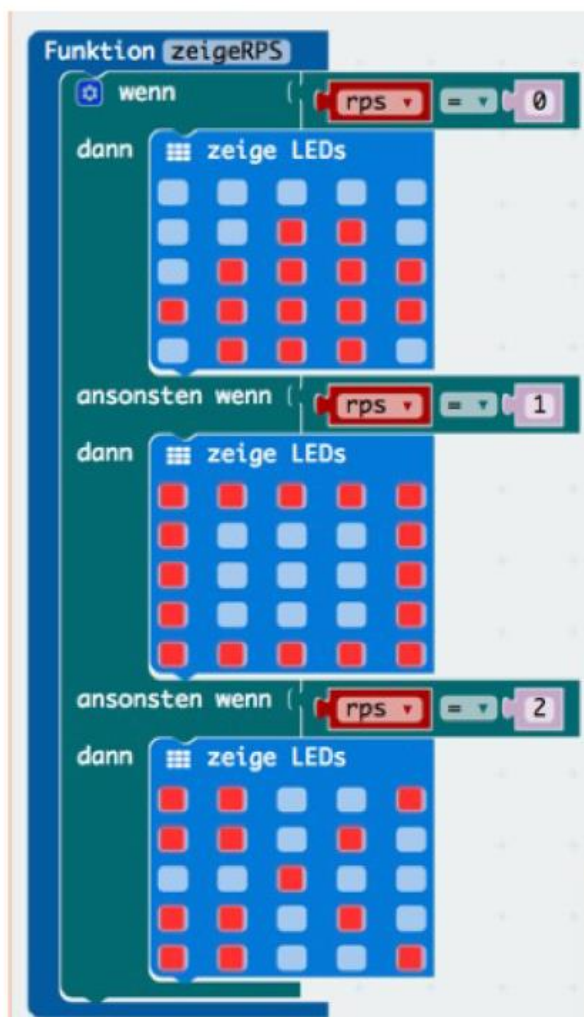 Funktion zeigeRPS
wenn rps = 0
dann zeige LEDs
ansonsten wenn rps = 1
dann zeige LEDs
ansonsten wenn rps = 2
dann zeige LEDs